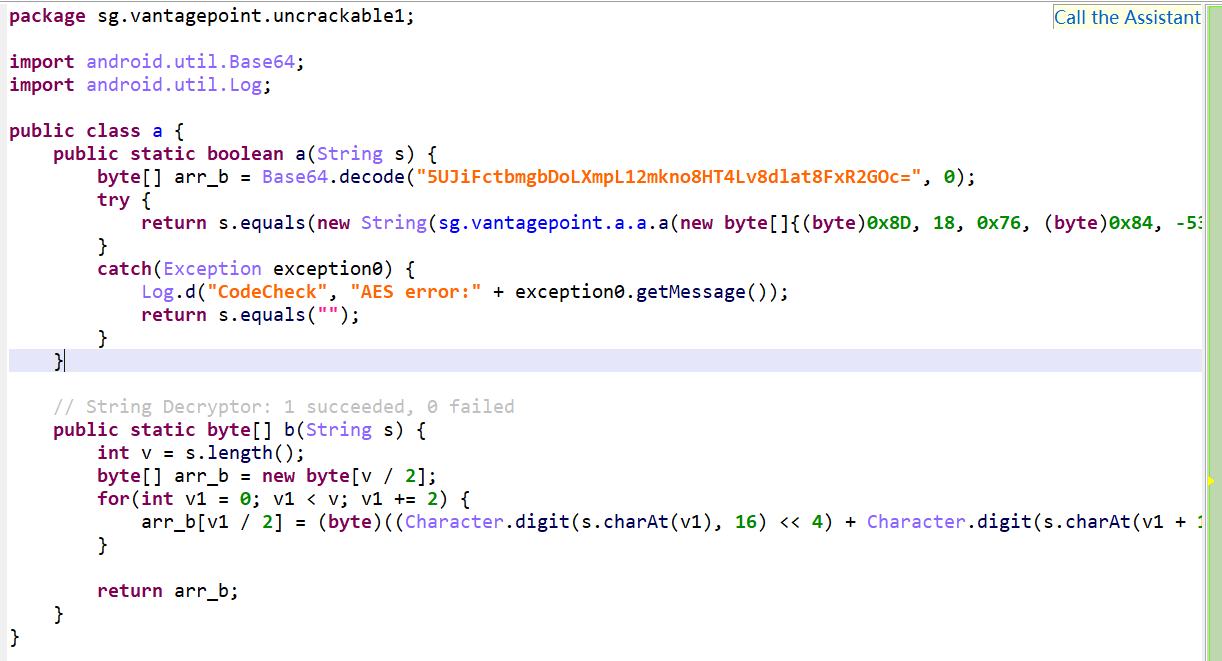 package sg.vantagepoint.uncrackable1;
Call the Assistant
import android.util.Base64;
import android.util.Log;
public class a {
public static boolean a(String s) {
byte[] arr_b = Base64.decode("5UJiFctbmgbDoLXmpL12mkno8HT4Lv8dlat8FxR2GOc=", 0);
try {
return s.equals(new String(sg.vantagepoint.a.a.a(new byte[]{(byte)0x8D, 18, 0x76, (byte)0x84, -53
}
catch(Exception exception0) {
Log.d("CodeCheck", "AES error:" + exception0.getMessage());
return s.equals("");
}
}
// String Decryptor: 1 succeeded, 0 failed
public static byte[] b(String s) {
int v = s.length();
byte[] arr_b = new byte[v / 2];
for(int v1 = 0; v1 < v; v1 += 2) {
arr_b[v1 / 2] = (byte)((Character.digit(s.charAt(v1), 16) << 4) + Character.digit(s.charAt(v1 + 1
}
return arr_b;
}
}